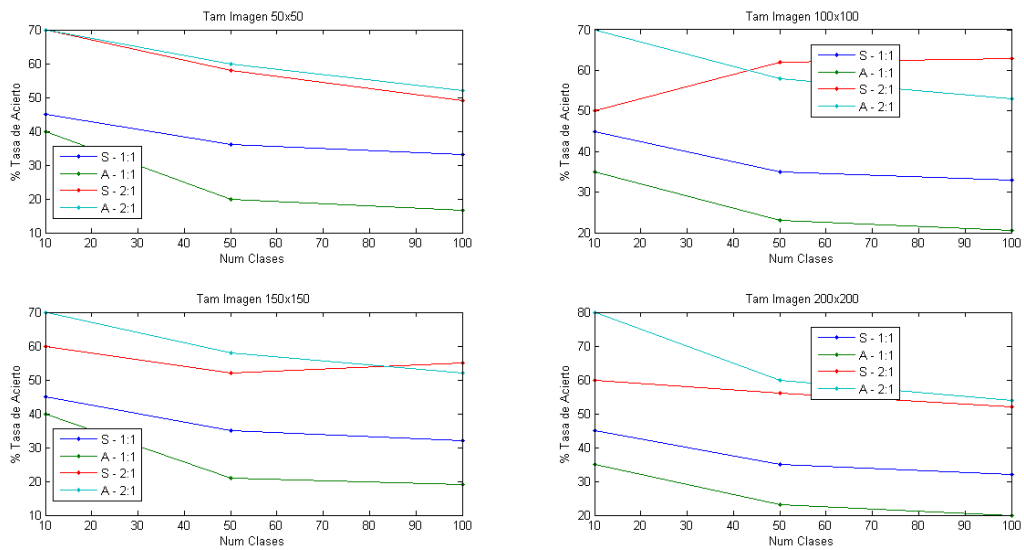 Tam Imagen 50x50
70
60
50
40
30
20
10
% Tasa de Acierto
S - 1:1
A - 1:1
S - 2:1
A - 2:1
10 20 30 40 50 60 70 80 90 100
Num Clases
Tam Imagen 100x100
70
60
50
40
30
20
% Tasa de Acierto
S - 1:1
A - 1:1
S - 2:1
A - 2:1
10 20 30 40 50 60 70 80 90 100
Num Clases
Tam Imagen 150x150
70
60
50
40
30
20
10
% Tasa de Acierto
S - 1:1
A - 1:1
S - 2:1
A - 2:1
10 20 30 40 50 60 70 80 90 100
Num Clases
Tam Imagen 200x200
80
70
60
50
40
30
20
% Tasa de Acierto
S - 1:1
A - 1:1
S - 2:1
A - 2:1
10 20 30 40 50 60 70 80 90 100
Num Clases